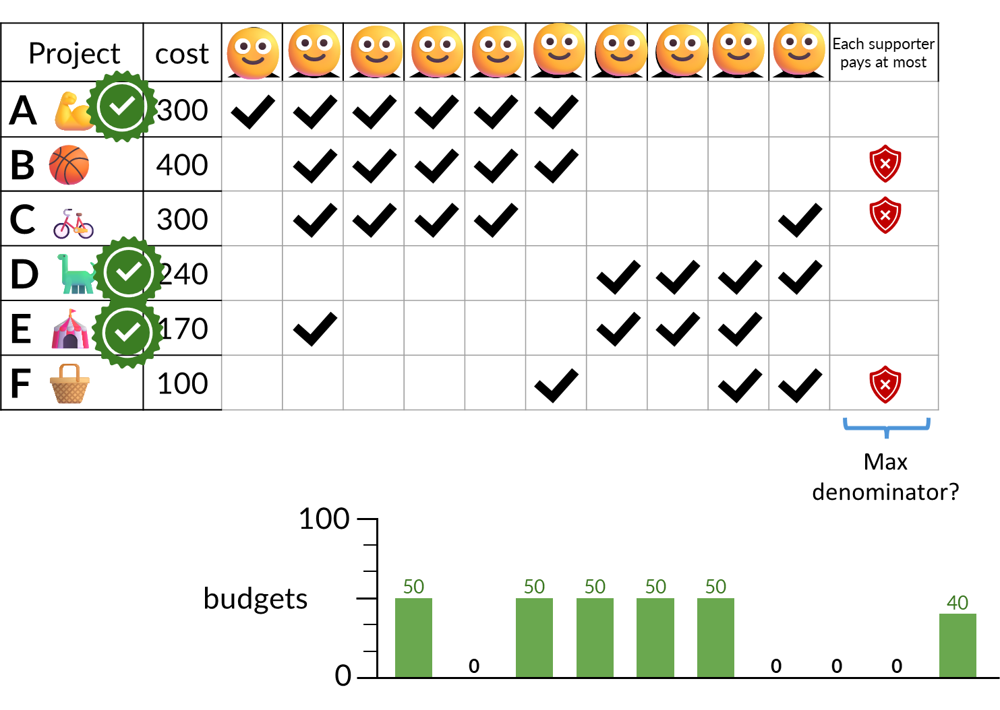 Project cost Each supporter
pays at most
A 300
B 400
C 300
D 240
E 170
F 100
Max
denominator?
100
budgets
0
50 0 50 50 50 50 0 0 0 40